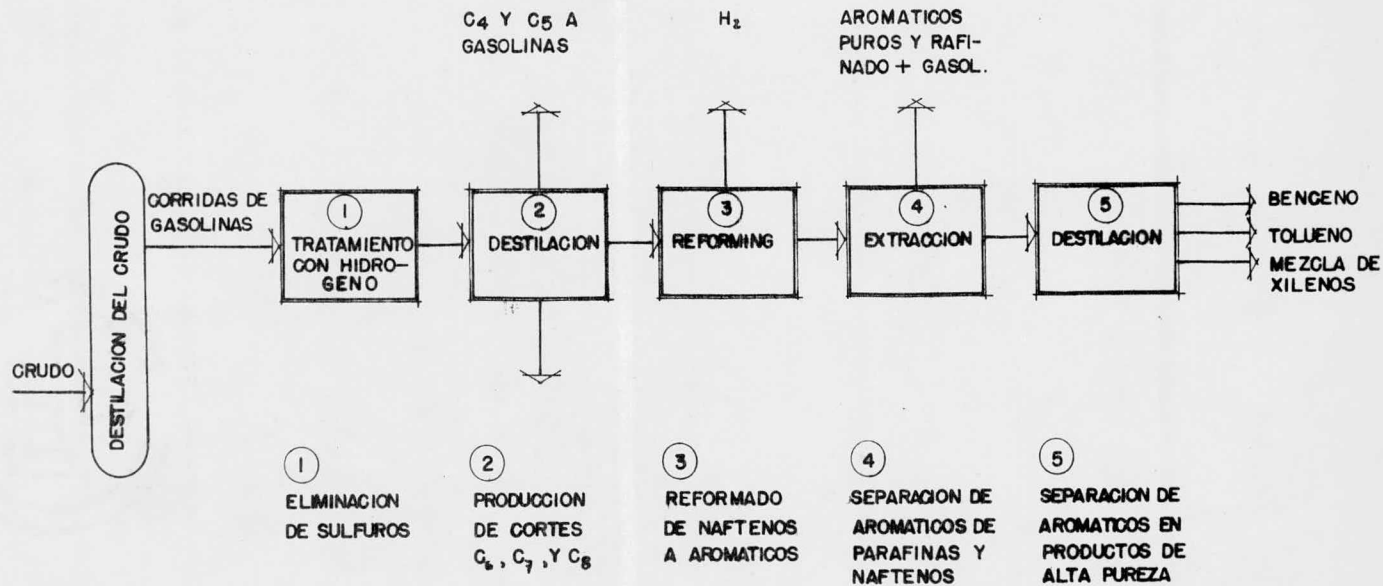 C4 Y C5 A
GASOLINAS
H2
AROMATICOS
PUROS Y RAFI-
NADO + GASOL.
DESTILACION DEL CRUDO
CRUDO
CORRIDAS DE
GASOLINAS
1
TRATAMIENTO
CON HIDRO-
GENO
2
DESTILACION
3
REFORMING
4
EXTRACCION
5
DESTILACION
BENCENO
TOLUENO
MEZCLA DE
XILENOS
1
ELIMINACION
DE SULFUROS
2
PRODUCCION
DE CORTES
C6, C7, Y C8
3
REFORMADO
DE NAFTENOS
A AROMATICOS
4
SEPARACION DE
AROMATICOS DE
PARAFINAS Y
NAFTENOS
5
SEPARACION DE
AROMATICOS EN
PRODUCTOS DE
ALTA PUREZA